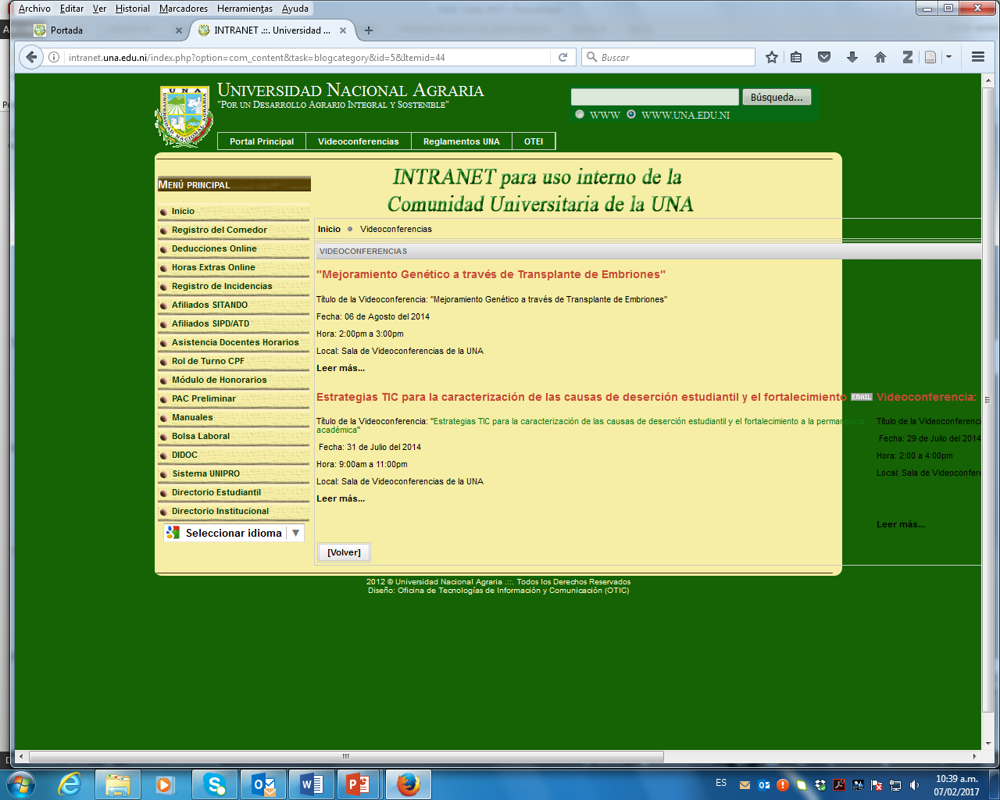 Archivo Editar Ver Historial Marcadores Herramientas Ayuda
Portada
INTRANET .::. Universidad ...
intranet.una.edu.ni/index.php?option=com_content&task=blogcategory&id=5&Itemid=44
Buscar
UNIVERSIDAD NACIONAL AGRARIA
"POR UN DESARROLLO AGRARIO INTEGRAL Y SOSTENIBLE"
Búsqueda...
WWW WWW.UNA.EDU.NI
Portal Principal Videoconferencias Reglamentos UNA OTEI
INTRANET para uso interno de la
Comunidad Universitaria de la UNA
MENÚ PRINCIPAL
Inicio
Registro del Comedor
Deducciones Online
Horas Extras Online
Registro de Incidencias
Afiliados SITANDO
Afiliados SIPD/ATD
Asistencia Docentes Horarios
Rol de Turno CPF
Módulo de Honorarios
PAC Preliminar
Manuales
Bolsa Laboral
DIDOC
Sistema UNIPRO
Directorio Estudiantil
Directorio Institucional
Seleccionar idioma
Inicio Videoconferencias
VIDEOCONFERENCIAS
"Mejoramiento Genético a través de Transplante de Embriones"
Título de la Videoconferencia: "Mejoramiento Genético a través de Transplante de Embriones"
Fecha: 06 de Agosto del 2014
Hora: 2:00pm a 3:00pm
Local: Sala de Videoconferencias de la UNA
Leer más...
Estrategias TIC para la caracterización de las causas de deserción estudiantil y el fortalecimiento EMAIL
Título de la Videoconferencia: "Estrategias TIC para la caracterización de las causas de deserción estudiantil y el fortalecimiento a la permanencia
académica"
Fecha: 31 de Julio del 2014
Hora: 9:00am a 11:00pm
Local: Sala de Videoconferencias de la UNA
Leer más...
Videoconferencia:
Título de la Videoconferenci
Fecha: 29 de Julio del 2014
Hora: 2:00 a 4:00pm
Local: Sala de Videoconfere
Leer más...
[Volver]
2012 © Universidad Nacional Agraria .::. Todos los Derechos Reservados
Diseño: Oficina de Tecnologías de Información y Comunicación (OTIC)
ES
10:39 a.m.
07/02/2017